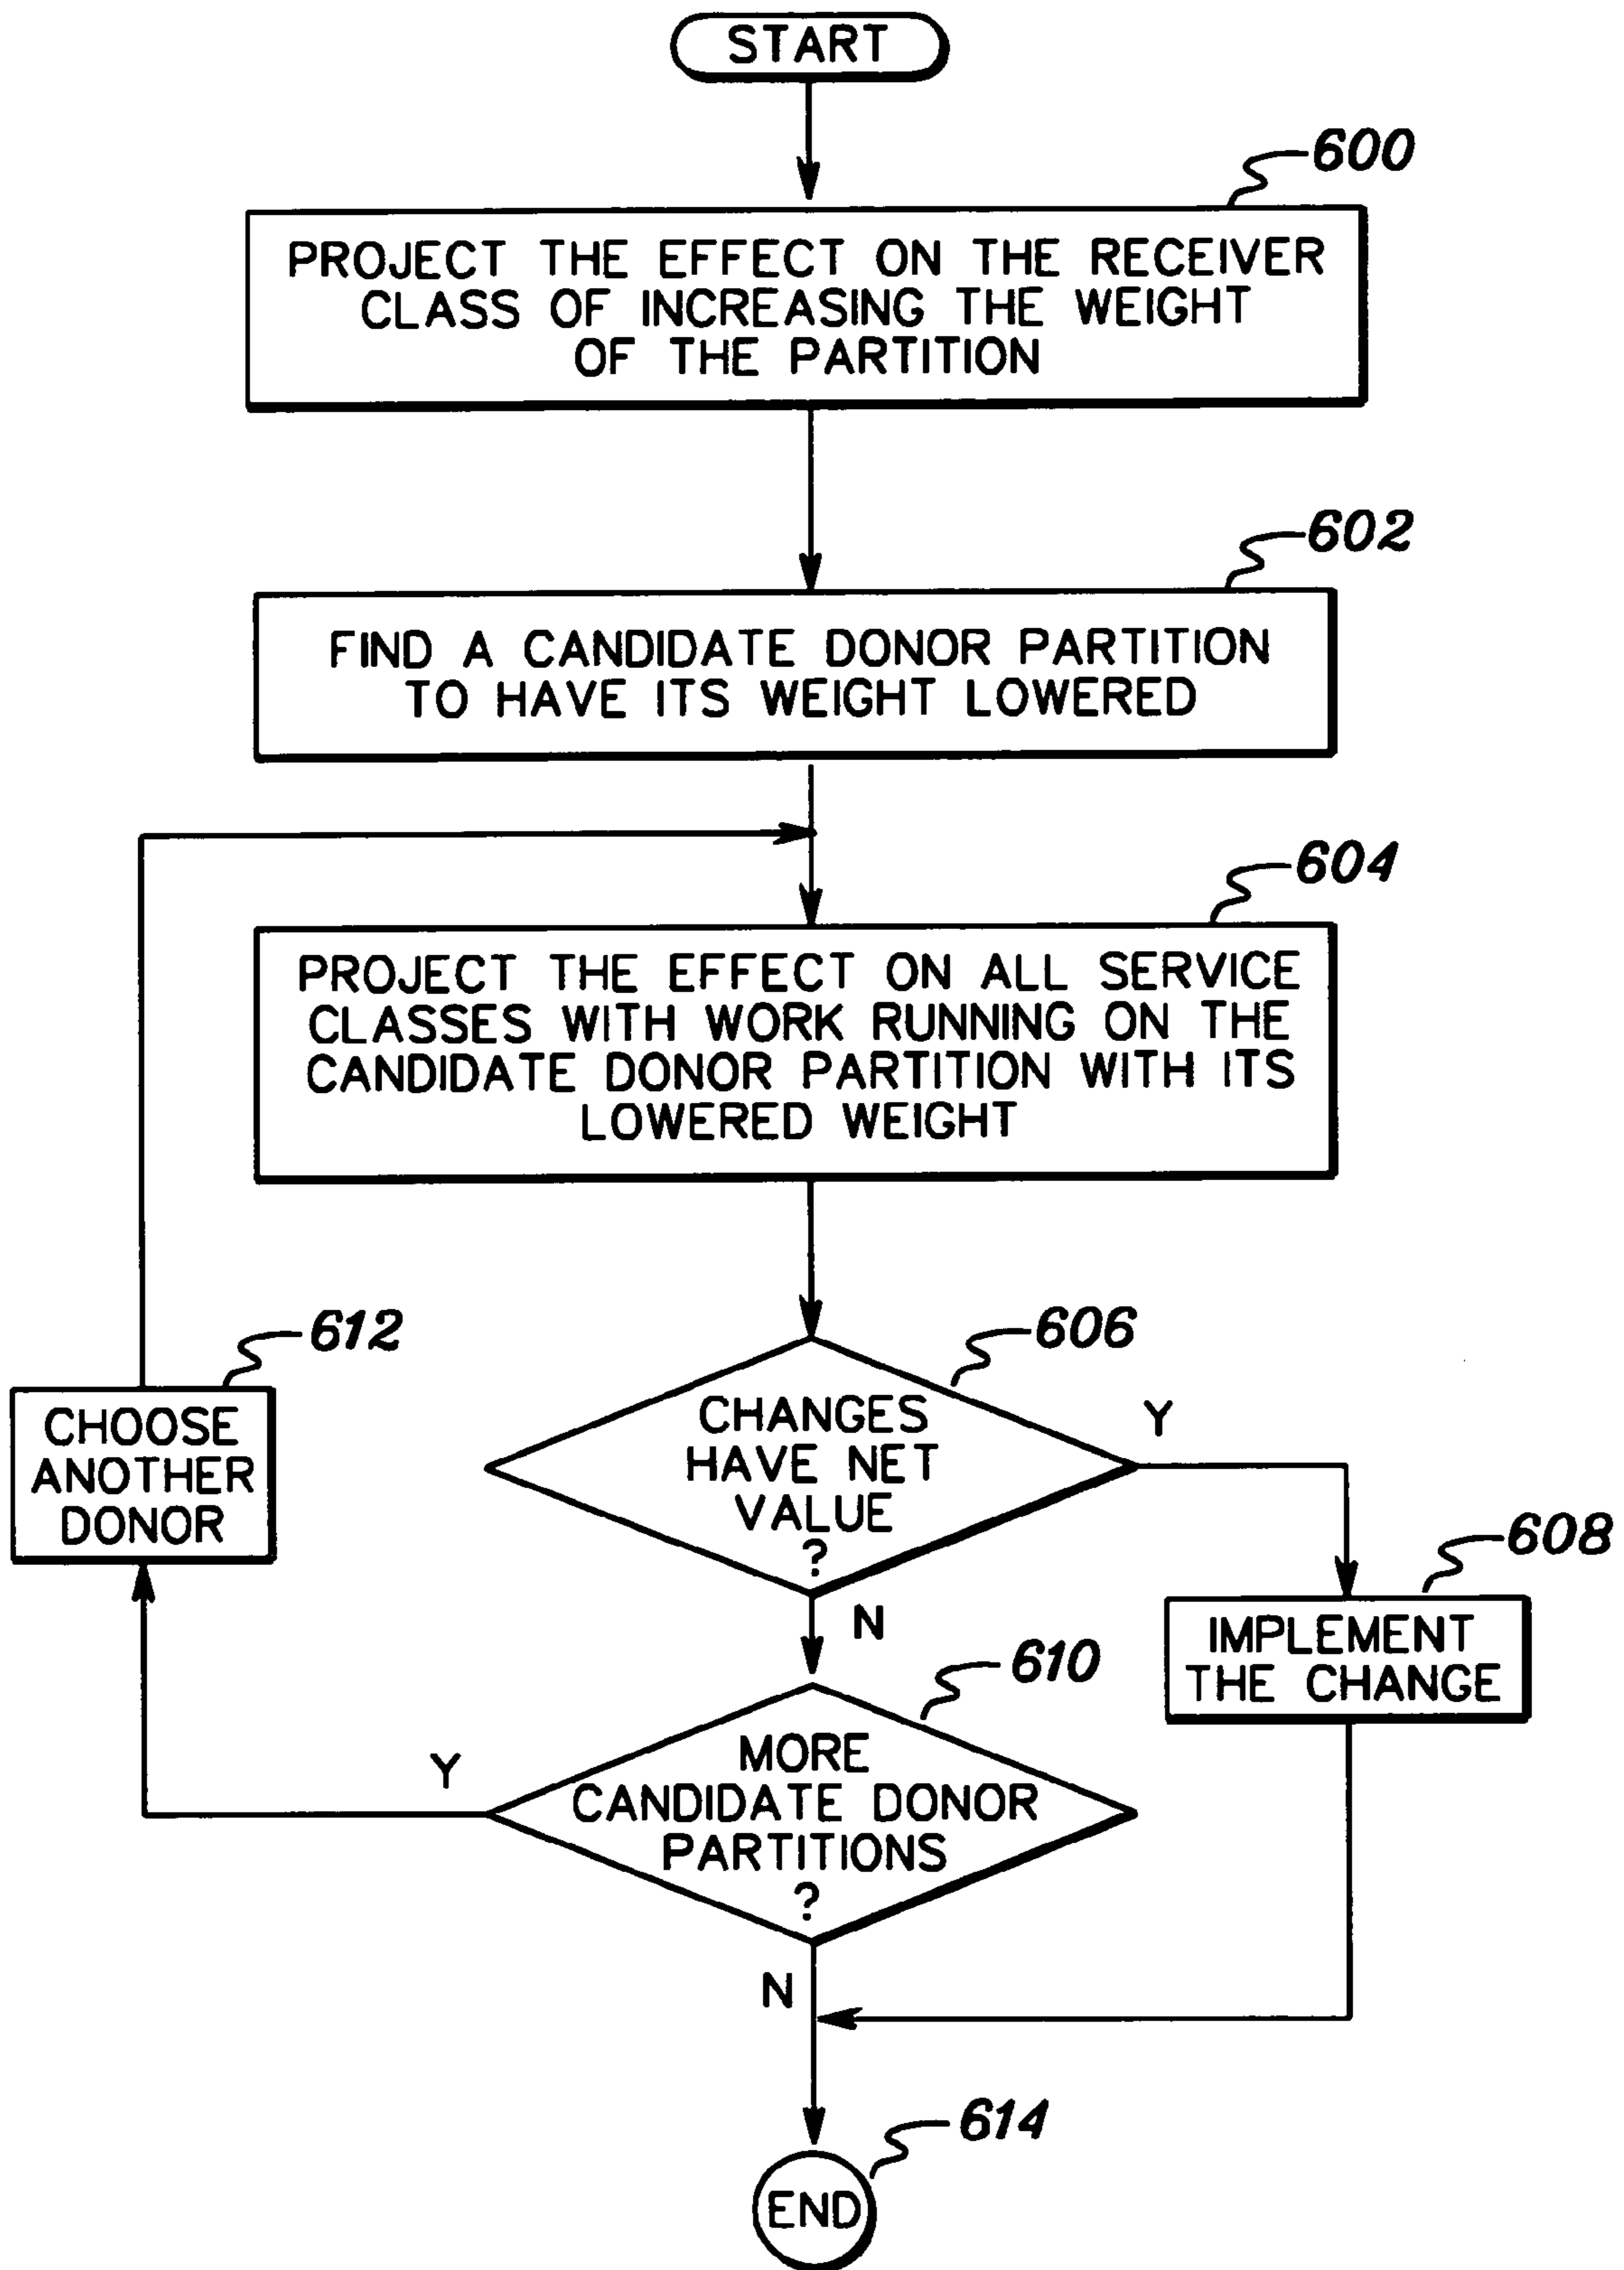 START
600
PROJECT THE EFFECT ON THE RECEIVER
CLASS OF INCREASING THE WEIGHT
OF THE PARTITION
602
FIND A CANDIDATE DONOR PARTITION
TO HAVE ITS WEIGHT LOWERED
604
PROJECT THE EFFECT ON ALL SERVICE
CLASSES WITH WORK RUNNING ON THE
CANDIDATE DONOR PARTITION WITH ITS
LOWERED WEIGHT
606
CHANGES
HAVE NET
VALUE
?
Y
N
612
CHOOSE
ANOTHER
DONOR
608
IMPLEMENT
THE CHANGE
610
MORE
CANDIDATE DONOR
PARTITIONS
?
Y
N
614
END